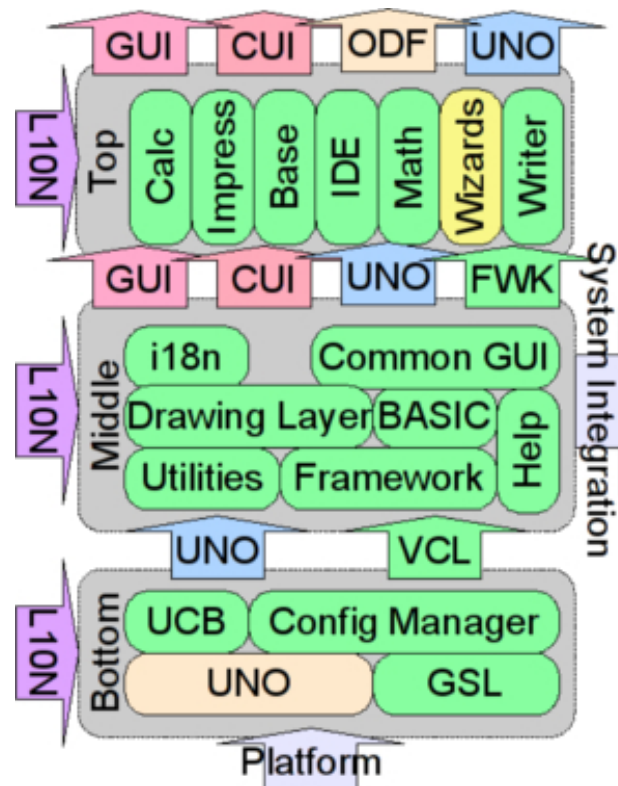 GUI CUI ODF UNO
L10N
Top
Calc
Impress
Base
IDE
Math
Wizards
Writer
GUI CUI UNO FWK
System Integration
L10N
Middle
i18n Common GUI
Drawing Layer BASIC
Help
Utilities Framework
UNO VCL
L10N
Bottom
UCB Config Manager
UNO GSL
Platform